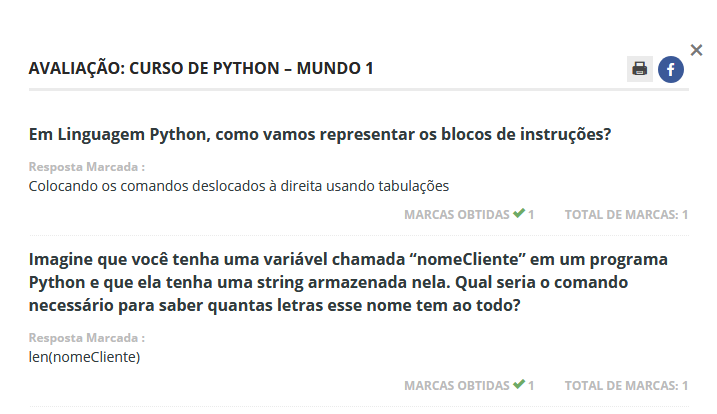 AVALIAÇÃO: CURSO DE PYTHON – MUNDO 1
Em Linguagem Python, como vamos representar os blocos de instruções?
Resposta Marcada :
Colocando os comandos deslocados à direita usando tabulações
MARCAS OBTIDAS 1 TOTAL DE MARCAS: 1
Imagine que você tenha uma variável chamada “nomeCliente” em um programa
Python e que ela tenha uma string armazenada nela. Qual seria o comando
necessário para saber quantas letras esse nome tem ao todo?
Resposta Marcada :
len(nomeCliente)
MARCAS OBTIDAS 1 TOTAL DE MARCAS: 1